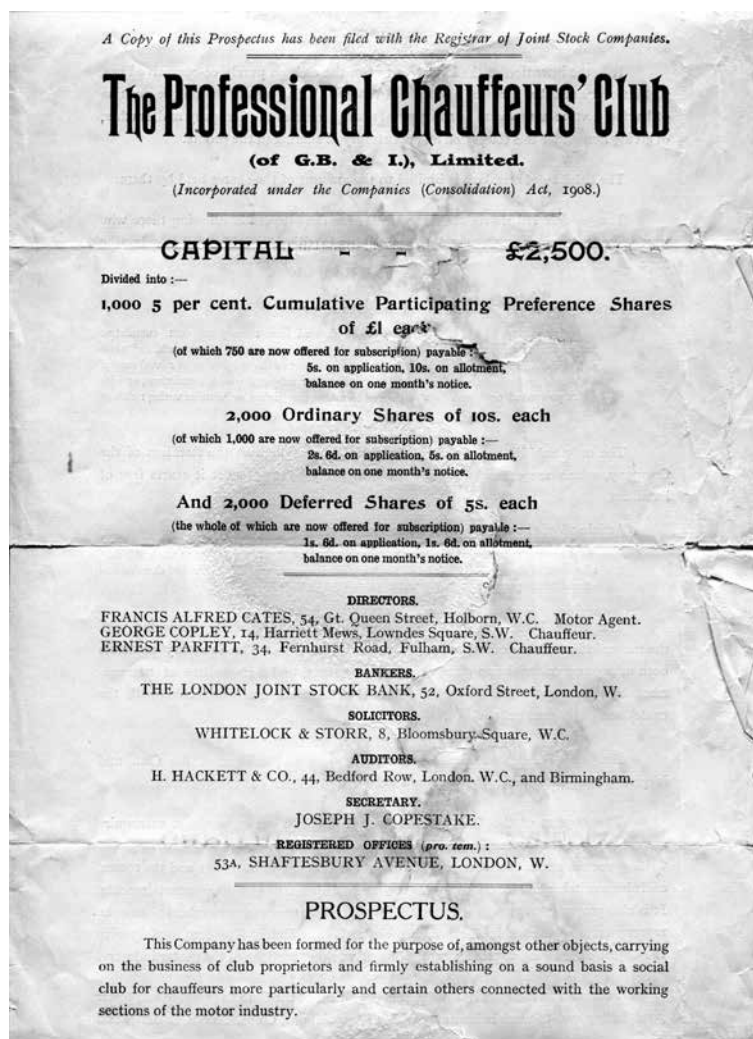 A Copy of this Prospectus has been filed with the Registrar of Joint Stock Companies.
The Professional Chauffeurs' Club
(of G.B. & I.), Limited.
(Incorporated under the Companies (Consolidation) Act, 1908.)
CAPITAL - - £2,500.
Divided into :—
1,000 5 per cent. Cumulative Participating Preference Shares
of £1 each
(of which 750 are now offered for subscription) payable :—
5s. on application, 10s. on allotment,
balance on one month's notice.
2,000 Ordinary Shares of 10s. each
(of which 1,000 are now offered for subscription) payable :—
2s. 6d. on application, 5s. on allotment,
balance on one month's notice.
And 2,000 Deferred Shares of 5s. each
(the whole of which are now offered for subscription) payable :—
1s. 6d. on application, 1s. 6d. on allotment,
balance on one month's notice.
DIRECTORS.
FRANCIS ALFRED CATES, 54, Gt. Queen Street, Holborn, W.C. Motor Agent.
GEORGE COPLEY, 14, Harriett Mews, Lowndes Square, S.W. Chauffeur.
ERNEST PARFITT, 34, Fernhurst Road, Fulham, S.W. Chauffeur.
BANKERS.
THE LONDON JOINT STOCK BANK, 52, Oxford Street, London, W.
SOLICITORS.
WHITELOCK & STORR, 8, Bloomsbury Square, W.C.
AUDITORS.
H. HACKETT & CO., 44, Bedford Row, London. W.C., and Birmingham.
SECRETARY.
JOSEPH J. COPESTAKE.
REGISTERED OFFICES (pro. tem.) :
53A, SHAFTESBURY AVENUE, LONDON, W.
PROSPECTUS.
This Company has been formed for the purpose of, amongst other objects, carrying
on the business of club proprietors and firmly establishing on a sound basis a social
club for chauffeurs more particularly and certain others connected with the working
sections of the motor industry.